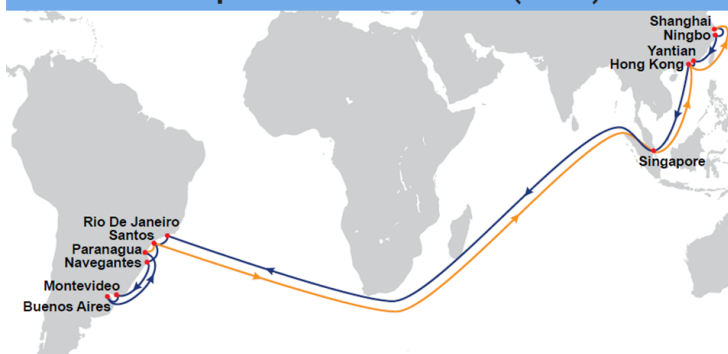 Shanghai
Ningbo
Yantian
Hong Kong
Singapore
Rio De Janeiro
Santos
Paranagua
Navegantes
Montevideo
Buenos Aires